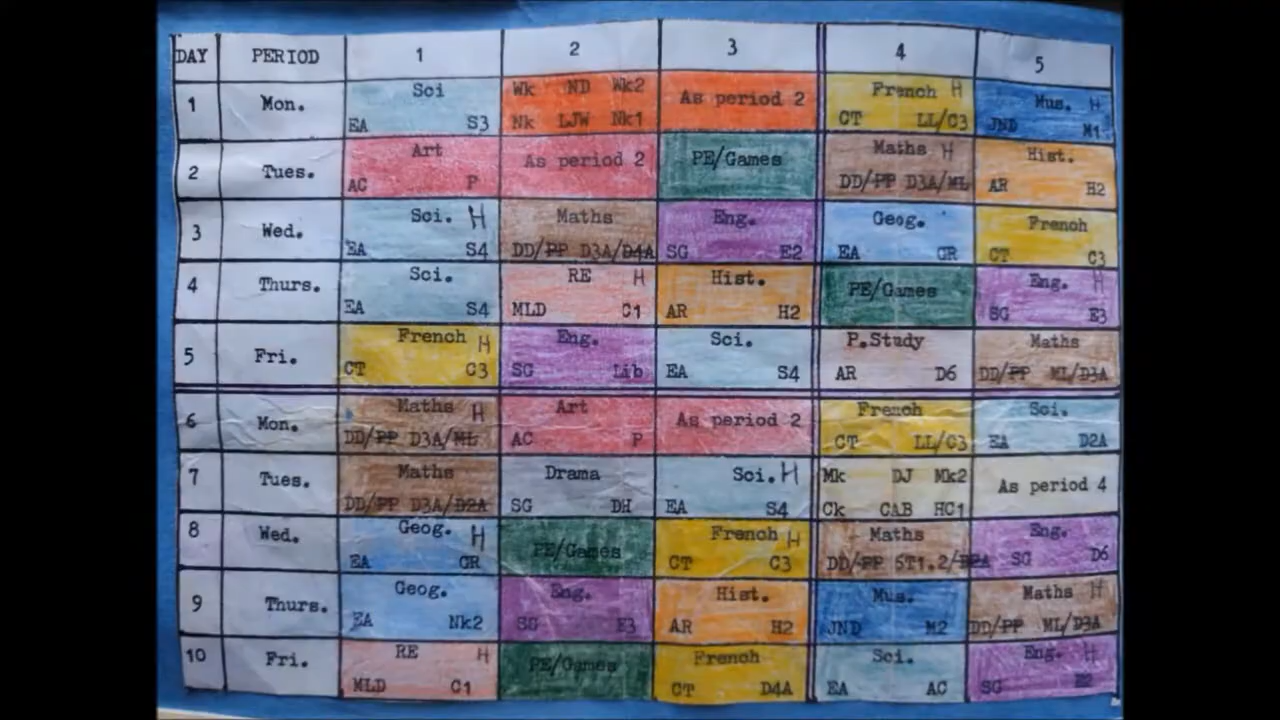 DAY PERIOD 1 2 3 4 5
1 Mon. Sci Wk ND Wk2 As period 2 French H Mus. H
EA S3 Nk LJW Nk1 CT LL/C3 JND M1
2 Tues. Art As period 2 PE/Games Maths H Hist.
AC P DD/PP D3A/ML AR H2
3 Wed. Sci. H Maths Eng. Geog. French
EA S4 DD/PP D3A/D4A SG E2 EA GR CT C3
4 Thurs. Sci. RE H Hist. PE/Games Eng. H
EA S4 MLD C1 AR H2 SG E3
5 Fri. French H Eng. Sci. P.Study Maths
CT C3 SG Lib EA S4 AR D6 DD/PP ML/D3A
6 Mon. Maths H Art As period 2 French Sci.
DD/PP D3A/ML AC P CT LL/C3 EA D2A
7 Tues. Maths Drama Sci. H Mk DJ Mk2 As period 4
DD/PP D3A/D2A SG DH EA S4 Ck CAB HC1
8 Wed. Geog. H PE/Games French H Maths Eng.
EA GR CT C3 DD/PP 5T1.2/ SG D6
9 Thurs. Geog. Eng. Hist. Mus. Maths H
EA Nk2 SG E3 AR H2 JND M2 DD/PP ML/D3A
10 Fri. RE H PE/Games French Sci. Eng. H
MLD C1 CT D4A EA AC SG E2